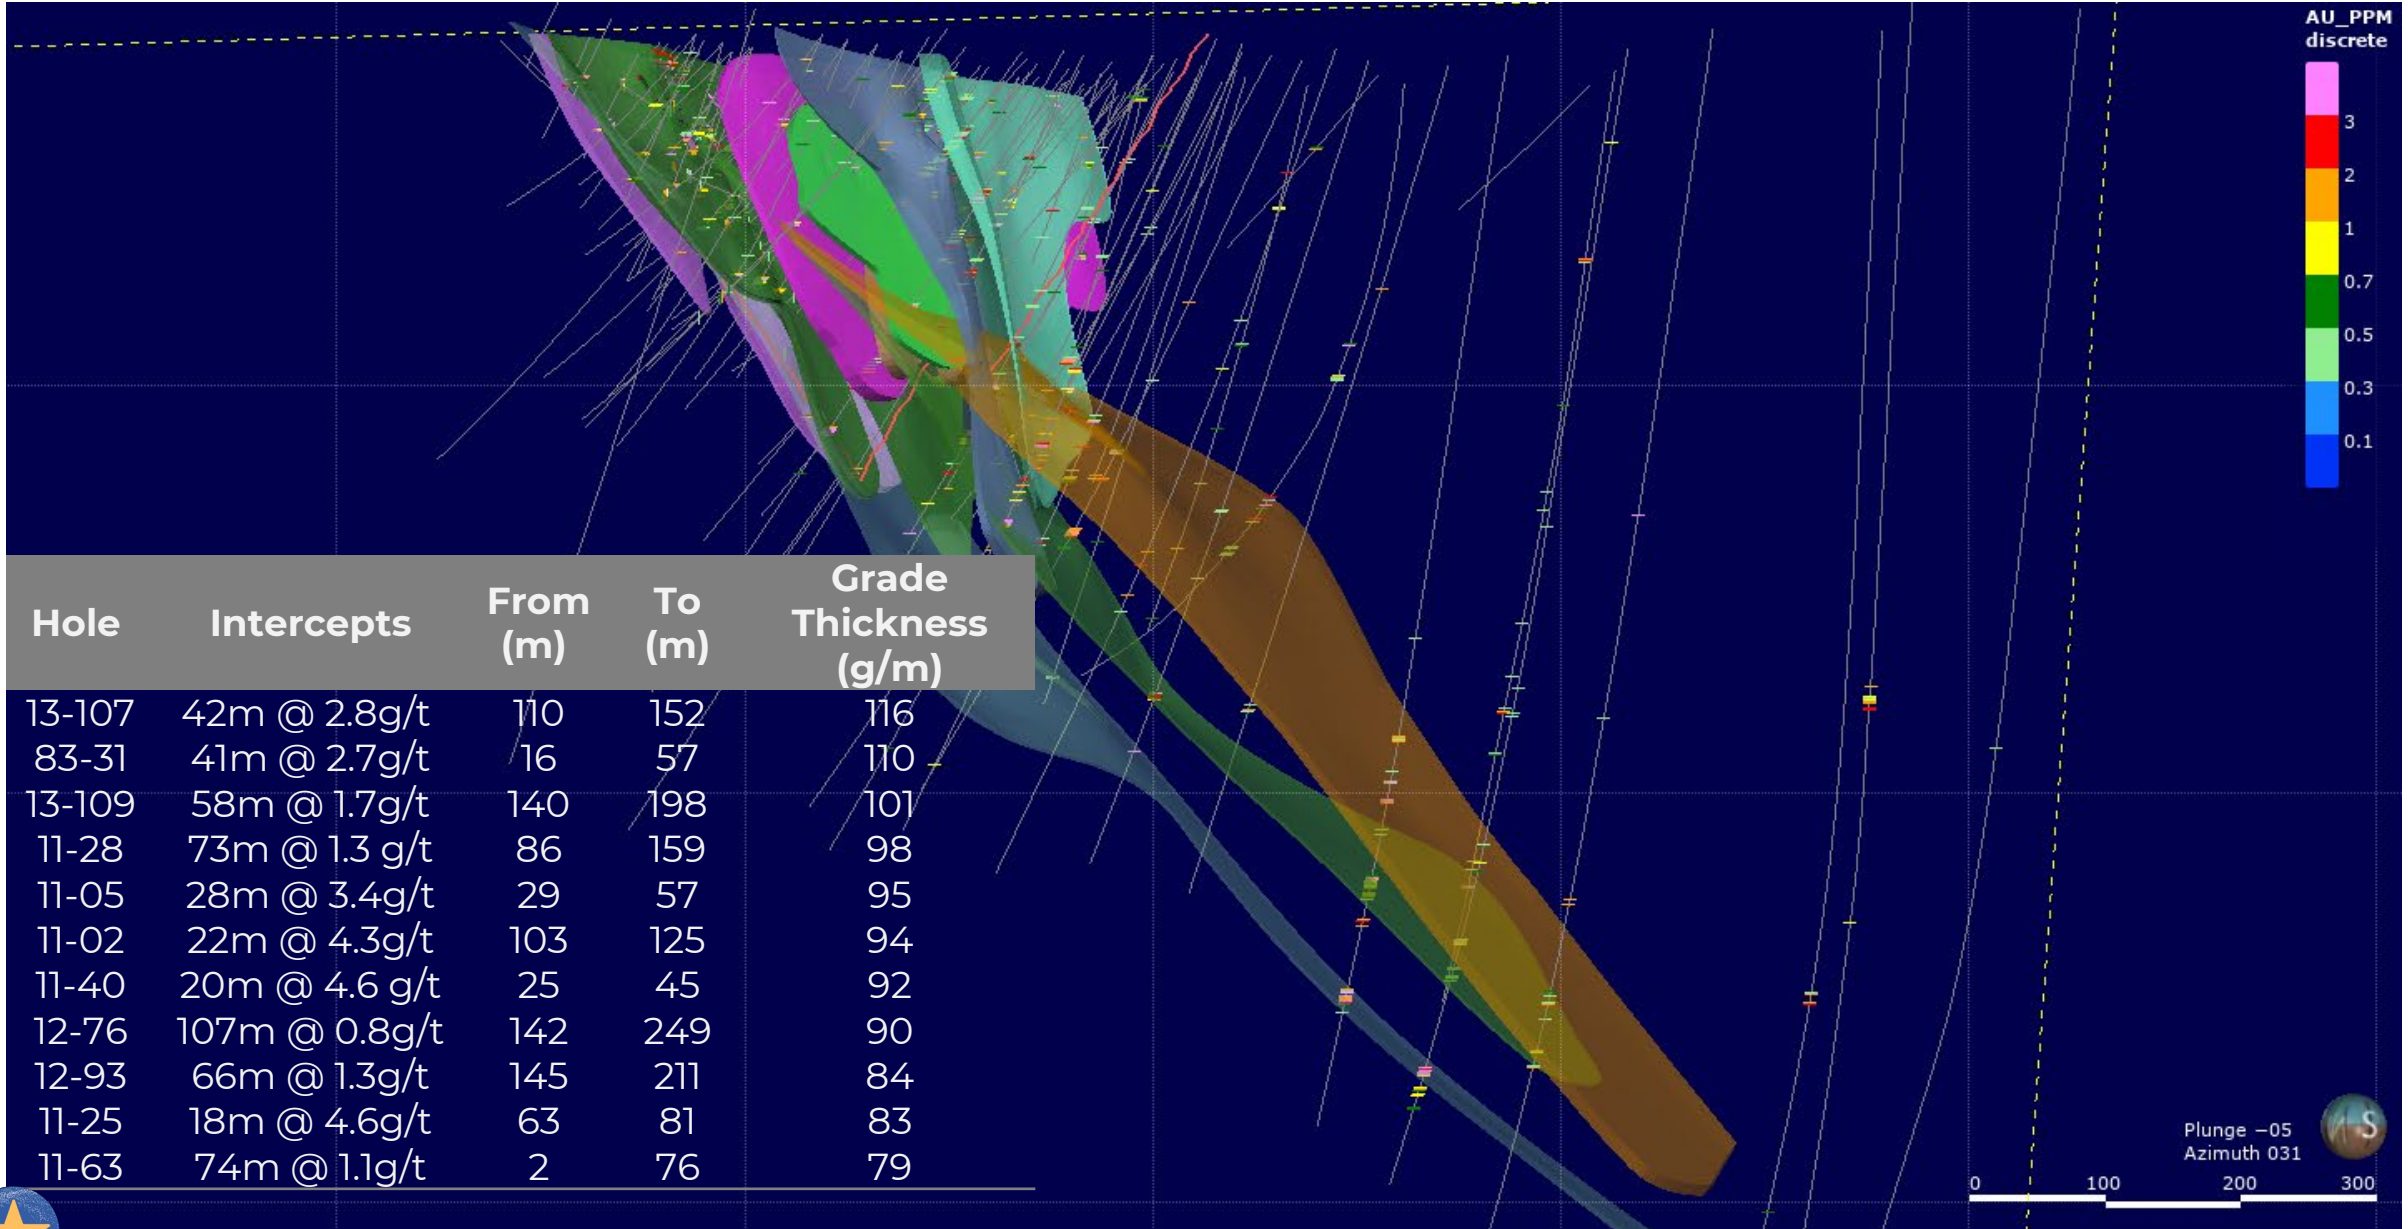 AU_PPM
discrete
3
2
1
0.7
0.5
0.3
0.1
Hole Intercepts From (m) To (m) Grade Thickness (g/m)
13-107 42m @ 2.8g/t 110 152 116
83-31 41m @ 2.7g/t 16 57 110
13-109 58m @ 1.7g/t 140 198 101
11-28 73m @ 1.3 g/t 86 159 98
11-05 28m @ 3.4g/t 29 57 95
11-02 22m @ 4.3g/t 103 125 94
11-40 20m @ 4.6 g/t 25 45 92
12-76 107m @ 0.8g/t 142 249 90
12-93 66m @ 1.3g/t 145 211 84
11-25 18m @ 4.6g/t 63 81 83
11-63 74m @ 1.1g/t 2 76 79
Plunge −05
Azimuth 031
S
0 100 200 300